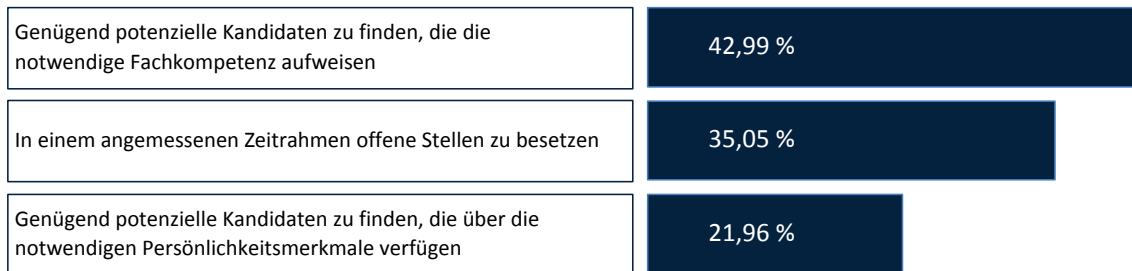 Genügend potenzielle Kandidaten zu finden, die die
notwendige Fachkompetenz aufweisen
42,99 %
In einem angemessenen Zeitrahmen offene Stellen zu besetzen
35,05 %
Genügend potenzielle Kandidaten zu finden, die über die
notwendigen Persönlichkeitsmerkmale verfügen
21,96 %